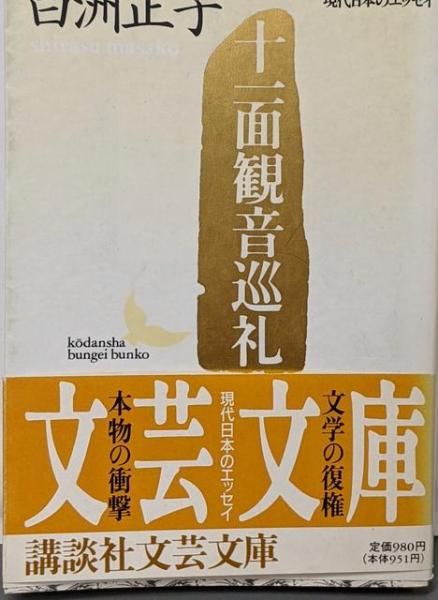 白洲正子
shirasu masako
現代日本のエッセイ
十一面観音巡礼
kōdansha
bungei bunko
文芸文庫
文学の復権
現代日本のエッセイ
本物の衝撃
講談社文芸文庫
定価980円
(本体951円)